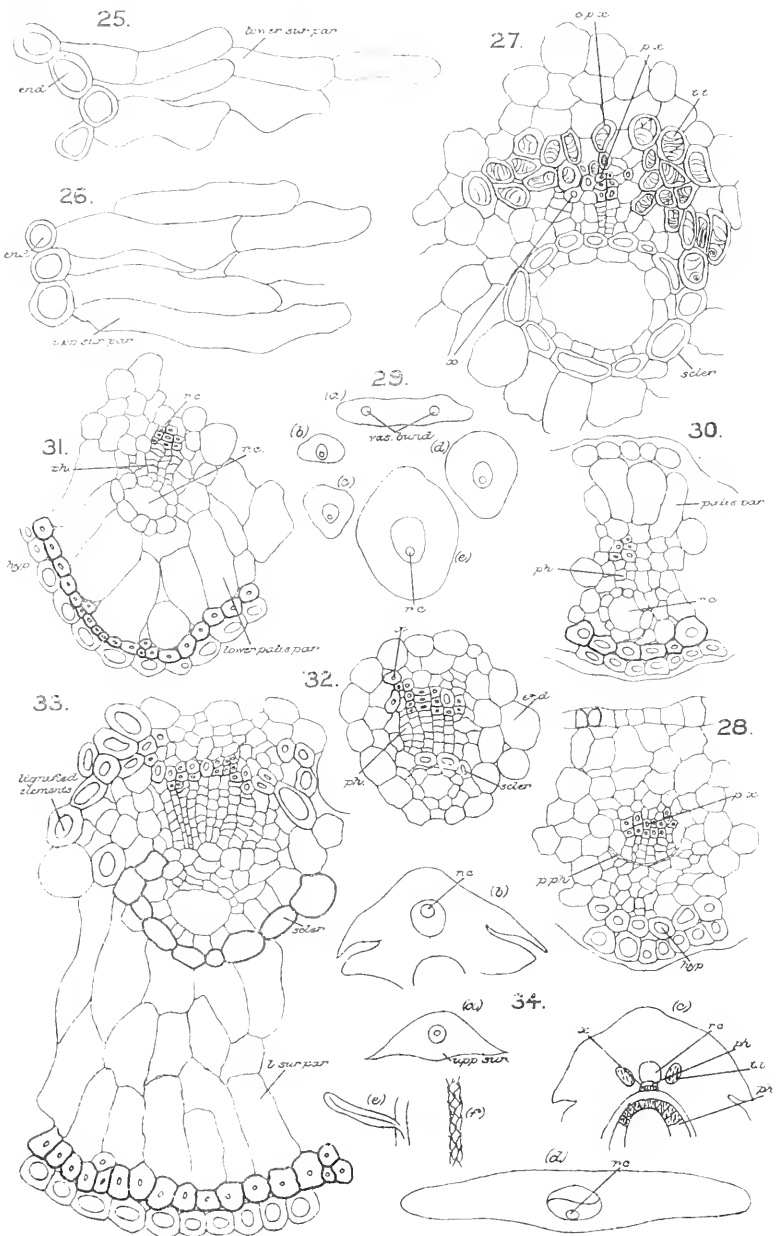 25.
lower sur par
end
26.
end
upp sur par
27.
c.p.x
p.x
t.t
x
scler
29.
(a)
vas. bund
(b)
(c)
(d)
(e)
r.c
30.
palis par
ph
r.c
31.
r.c
ph.
r.c.
hyp
lower palis par
32.
x
end
ph.
scler
33.
lignified
elements
scler
l sur par
28.
p x
p ph
hyp
34.
(b)
r.c
(a)
upp sur
(c)
x
r.c
ph
t.t
ph
(e)
(f)
(d)
r.c